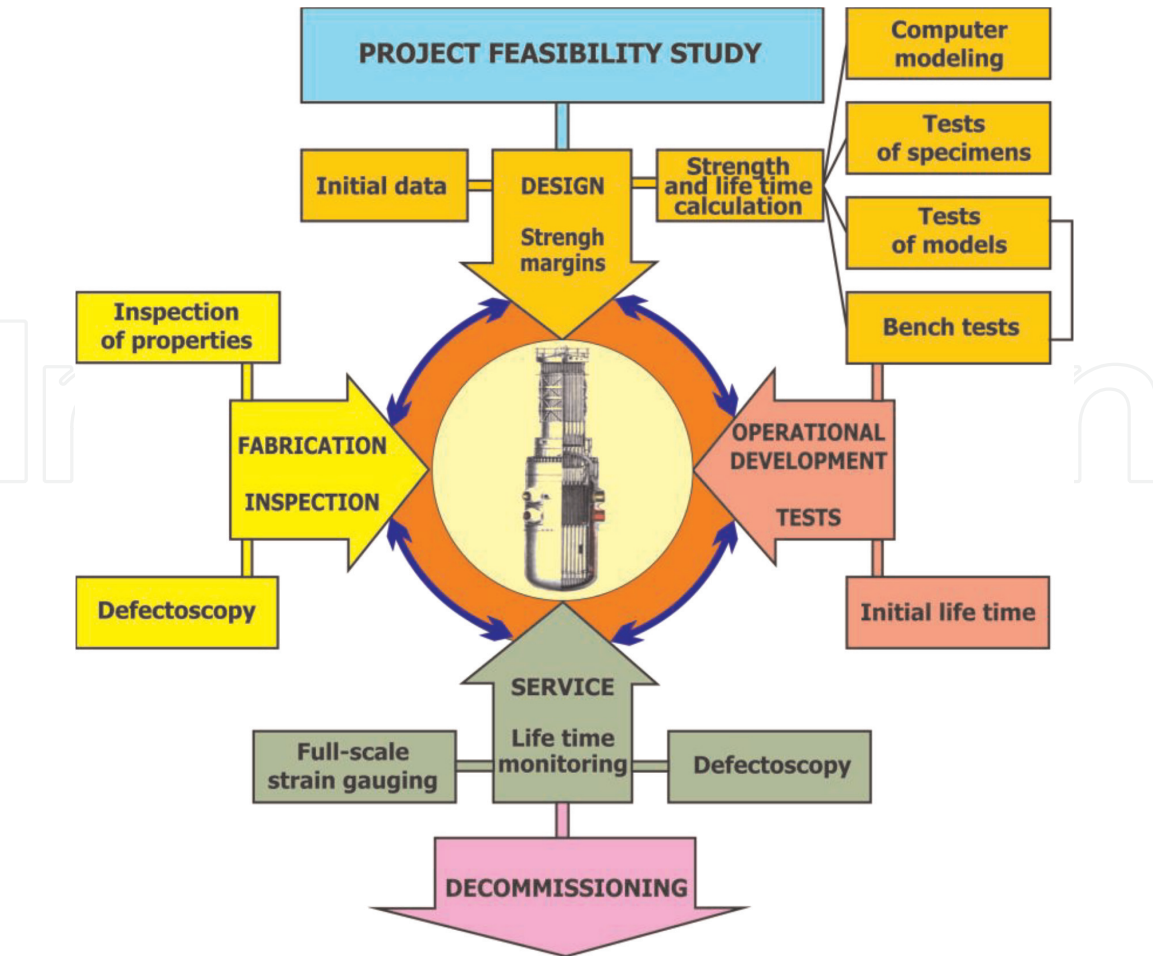 PROJECT FEASIBILITY STUDY
Computer
modeling
Tests
of specimens
Initial data
DESIGN
Strengh
margins
Strength
and life time
calculation
Tests
of models
Bench tests
Inspection
of properties
FABRICATION
INSPECTION
OPERATIONAL
DEVELOPMENT
TESTS
Defectoscopy
Initial life time
SERVICE
Life time
monitoring
Full-scale
strain gauging
Defectoscopy
DECOMMISSIONING